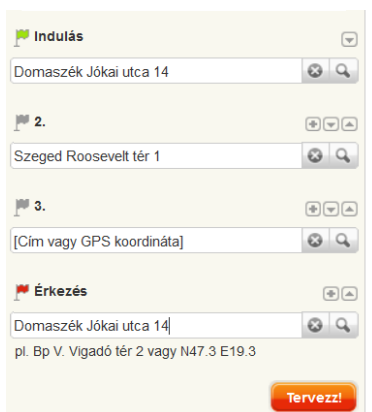 Indulás
Domaszék Jókai utca 14
2.
Szeged Roosevelt tér 1
3.
[Cím vagy GPS koordináta]
Érkezés
Domaszék Jókai utca 14
pl. Bp V. Vigadó tér 2 vagy N47.3 E19.3
Tervezz!